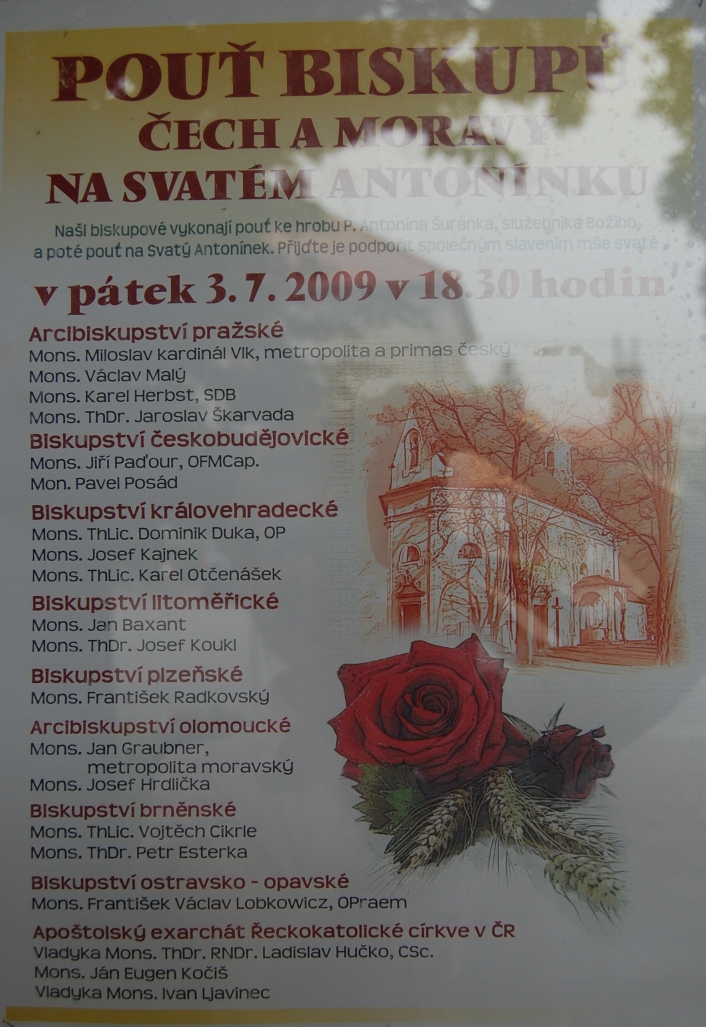 POUŤ BISKUPŮ
ČECH A MORAVY
NA SVATÉM ANTONÍNKU
Naši biskupové vykonají pouť ke hrobu P. Antonína Šuránka, služebníka Božího,
a poté pouť na Svatý Antonínek. Přijďte je podpořit společným slavením mše svaté
v pátek 3. 7. 2009 v 18.30 hodin
Arcibiskupství pražské
Mons. Miloslav kardinál Vlk, metropolita a primas český
Mons. Václav Malý
Mons. Karel Herbst, SDB
Mons. ThDr. Jaroslav Škarvada
Biskupství českobudějovické
Mons. Jiří Paďour, OFMCap.
Mon. Pavel Posád
Biskupství královehradecké
Mons. ThLic. Dominik Duka, OP
Mons. Josef Kajnek
Mons. ThLic. Karel Otčenášek
Biskupství litoměřické
Mons. Jan Baxant
Mons. ThDr. Josef Koukl
Biskupství plzeňské
Mons. František Radkovský
Arcibiskupství olomoucké
Mons. Jan Graubner,
metropolita moravský
Mons. Josef Hrdlička
Biskupství brněnské
Mons. ThLic. Vojtěch Cikrle
Mons. ThDr. Petr Esterka
Biskupství ostravsko - opavské
Mons. František Václav Lobkowicz, OPraem
Apoštolský exarchát Řeckokatolické církve v ČR
Vladyka Mons. ThDr. RNDr. Ladislav Hučko, CSc.
Mons. Ján Eugen Kočiš
Vladyka Mons. Ivan Ljavinec